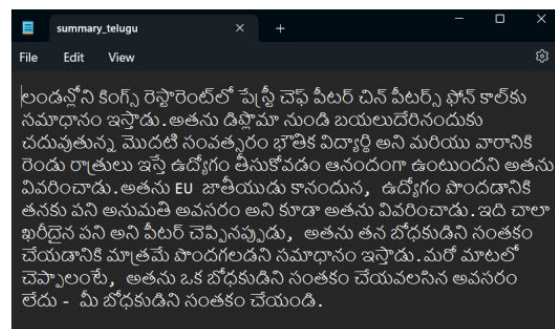 summary_telugu
File Edit View
లండన్లోని కింగ్స్ రెస్టారెంట్‌లో పేస్ట్రీ చెఫ్ పీటర్ చిన్ పీటర్స్ ఫోన్ కాల్‌కు
సమాధానం ఇస్తాడు.అతను డిప్లొమా నుండి బయలుదేరినందుకు
చదువుతున్న మొదటి సంవత్సరం భౌతిక విద్యార్థి అని మరియు వారానికి
రెండు రాత్రులు ఇస్తే ఉద్యోగం తీసుకోవడం ఆనందంగా ఉంటుందని అతను
వివరించాడు.అతను EU జాతీయుడు కానందున, ఉద్యోగం పొందడానికి
తనకు పని అనుమతి అవసరం అని కూడా అతను వివరించాడు.ఇది చాలా
ఖరీదైన పని అని పీటర్ చెప్పినప్పుడు, అతను తన బోధకుడిని సంతకం
చేయడానికి మాత్రమే పొందగలడని సమాధానం ఇస్తాడు.మరో మాటలో
చెప్పాలంటే, అతను ఒక బోధకుడిని సంతకం చేయవలసిన అవసరం
లేదు - మీ బోధకుడిని సంతకం చేయండి.